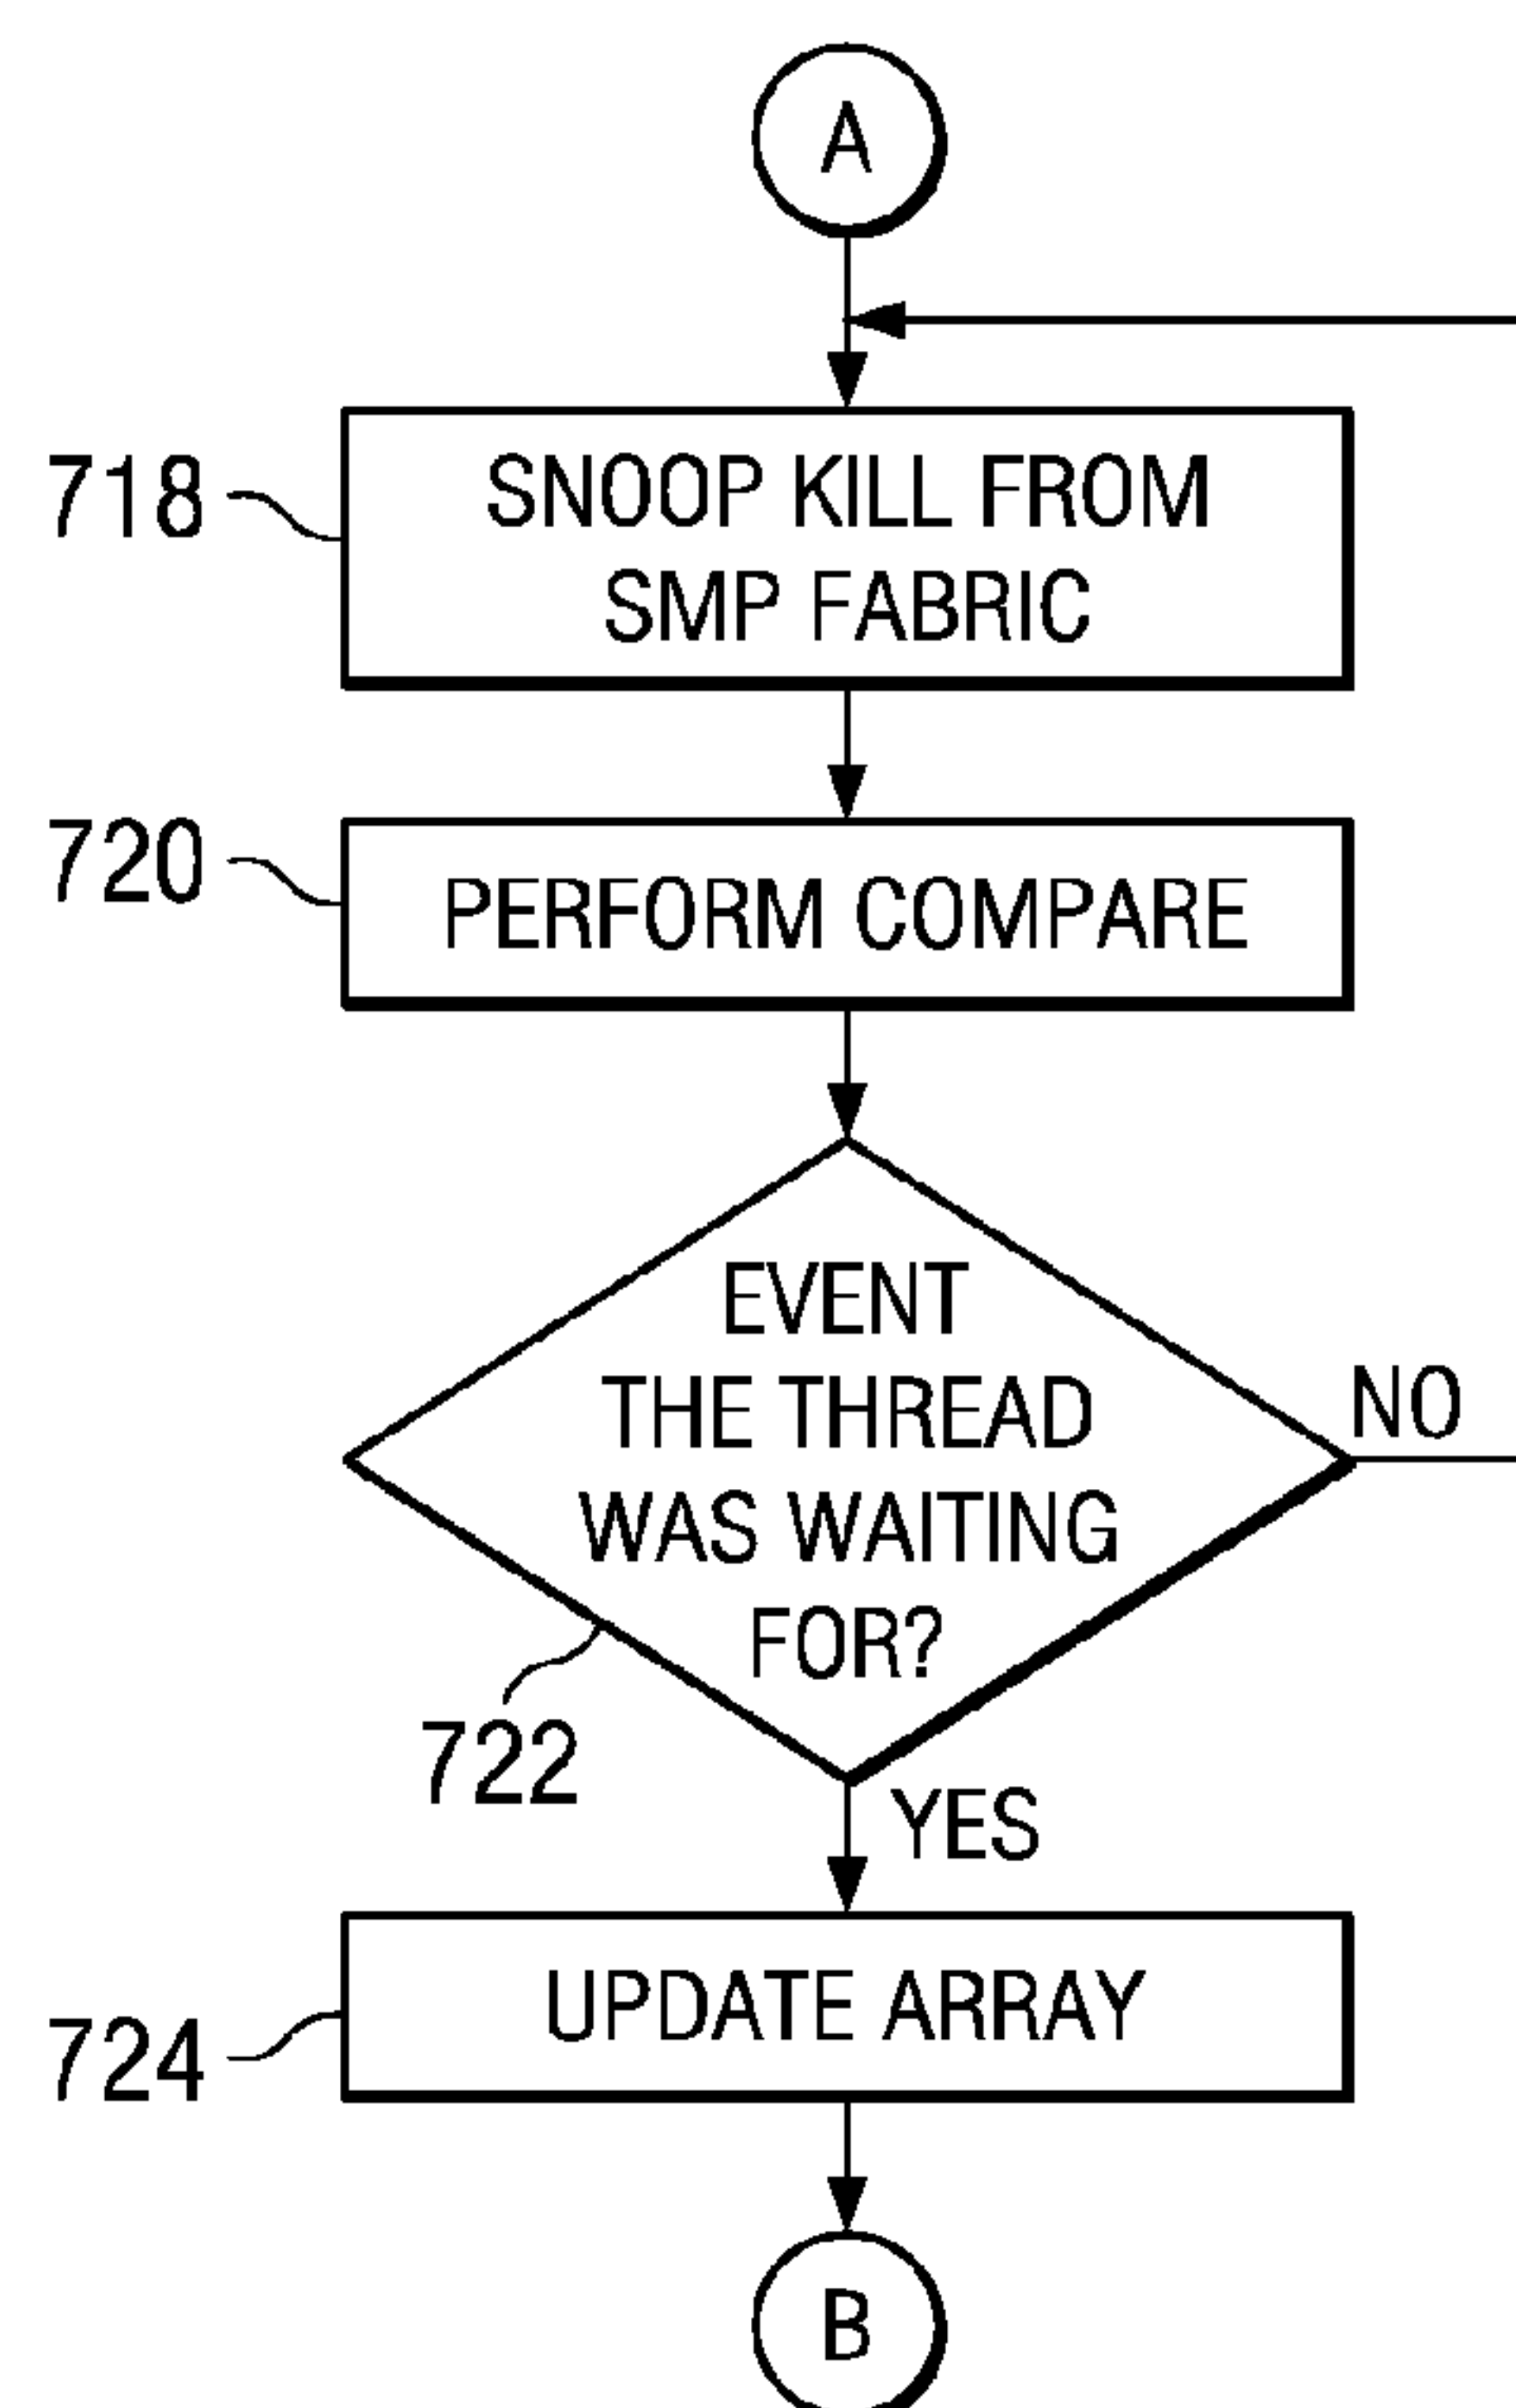 A
718
SNOOP KILL FROM
SMP FABRIC
720
PERFORM COMPARE
EVENT
THE THREAD
WAS WAITING
FOR?
NO
722
YES
724
UPDATE ARRAY
B